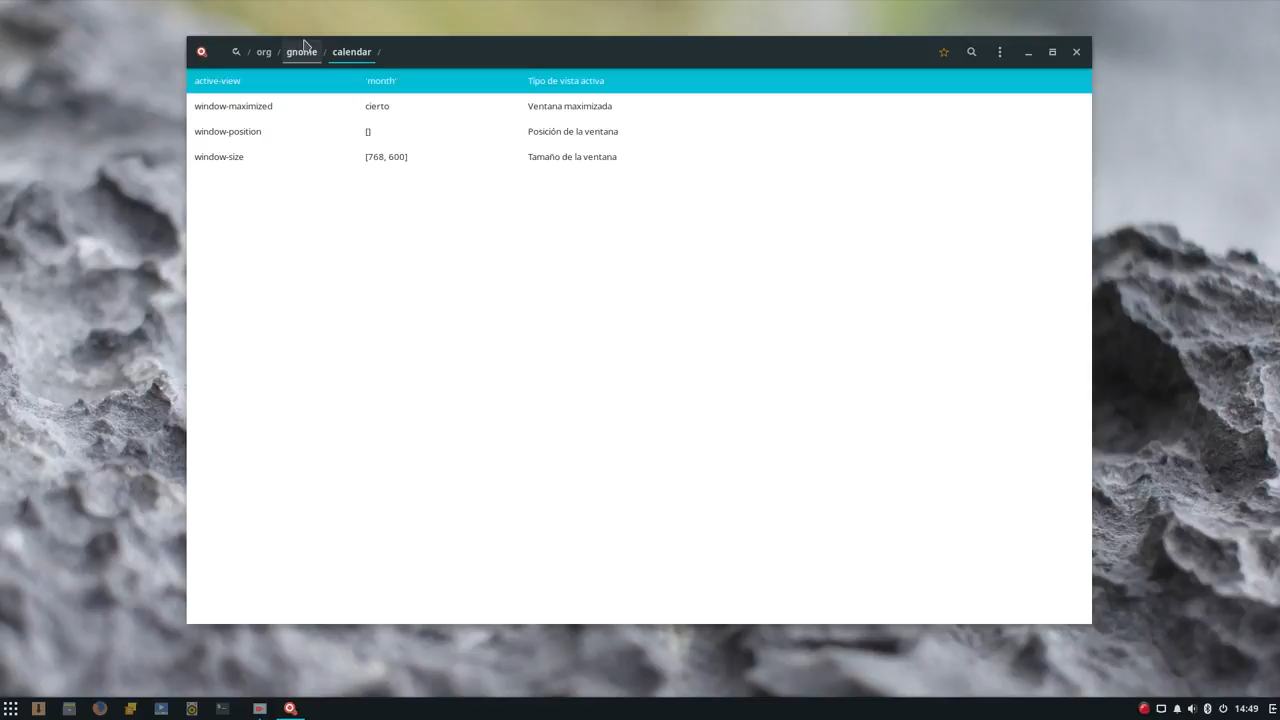 / org / gnome / calendar /
active-view 'month' Tipo de vista activa
window-maximized cierto Ventana maximizada
window-position [] Posición de la ventana
window-size [768, 600] Tamaño de la ventana
14:49